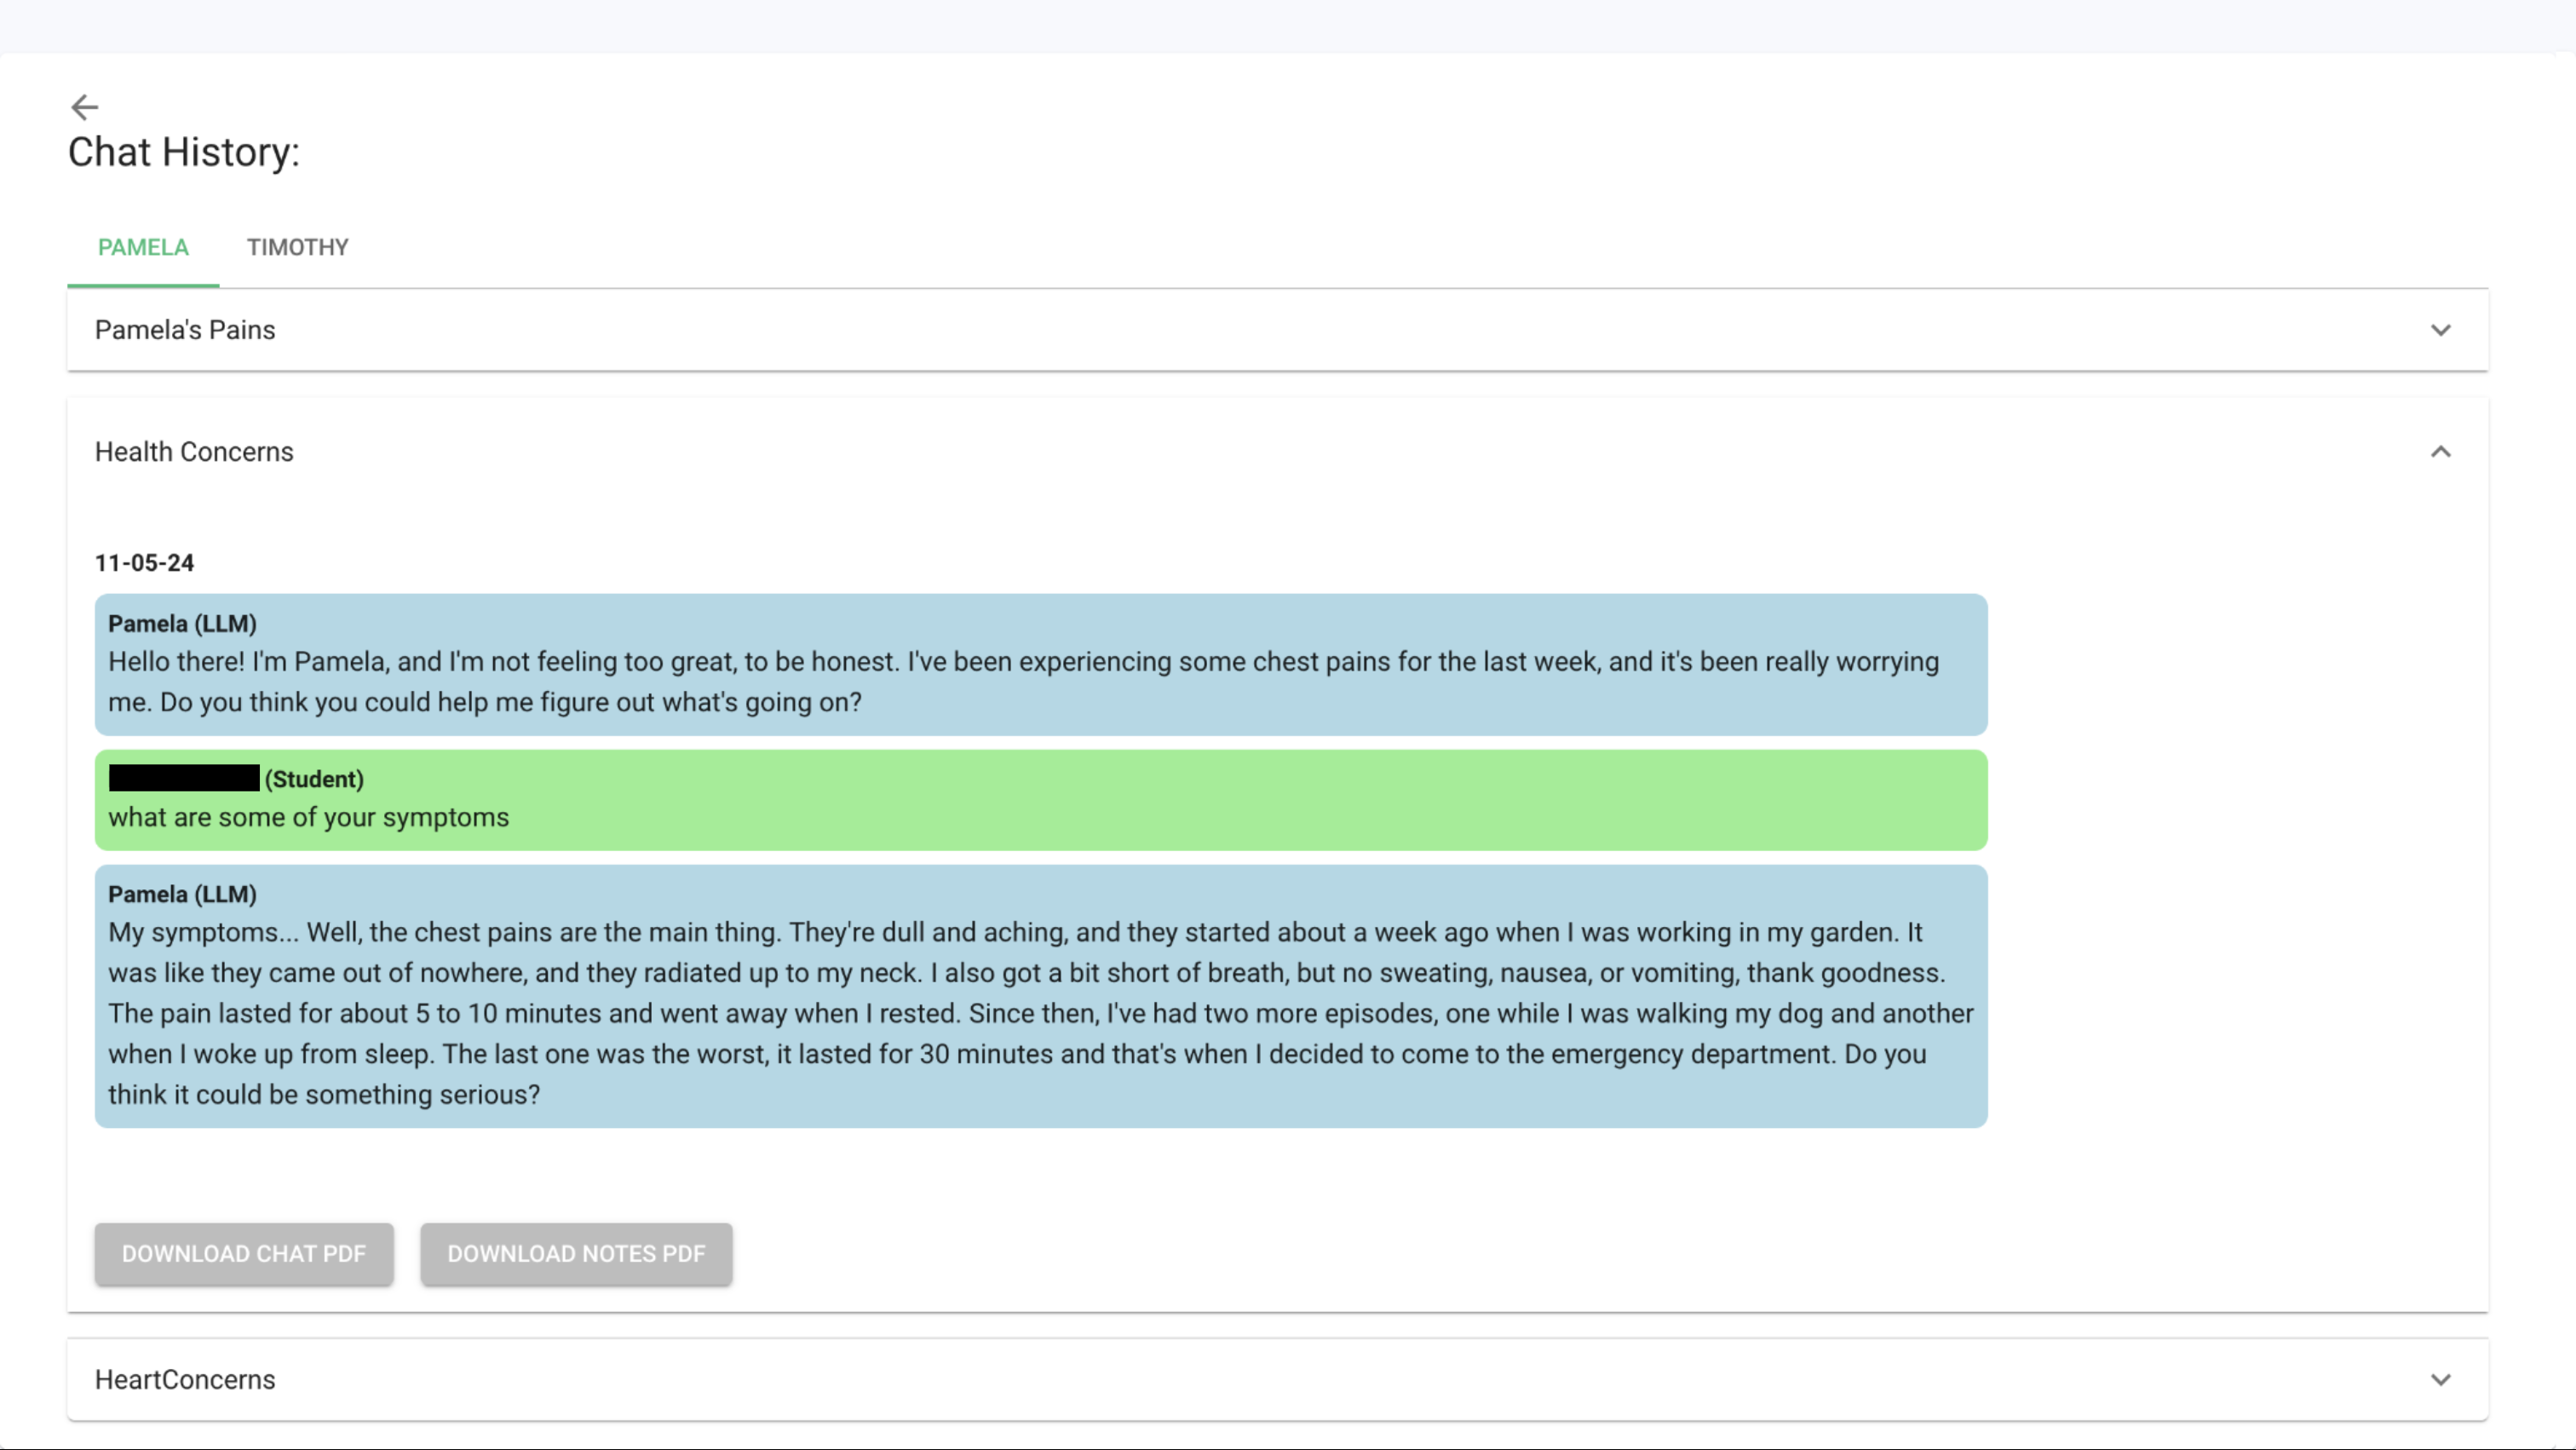 Chat History:
PAMELA
TIMOTHY
Pamela's Pains
Health Concerns
11-05-24
Pamela (LLM)
Hello there! I'm Pamela, and I'm not feeling too great, to be honest. I've been experiencing some chest pains for the last week, and it's been really worrying
me. Do you think you could help me figure out what's going on?
(Student)
what are some of your symptoms
Pamela (LLM)
My symptoms... Well, the chest pains are the main thing. They're dull and aching, and they started about a week ago when I was working in my garden. It
was like they came out of nowhere, and they radiated up to my neck. I also got a bit short of breath, but no sweating, nausea, or vomiting, thank goodness.
The pain lasted for about 5 to 10 minutes and went away when I rested. Since then, I've had two more episodes, one while I was walking my dog and another
when I woke up from sleep. The last one was the worst, it lasted for 30 minutes and that's when I decided to come to the emergency department. Do you
think it could be something serious?
DOWNLOAD CHAT PDF
DOWNLOAD NOTES PDF
HeartConcerns